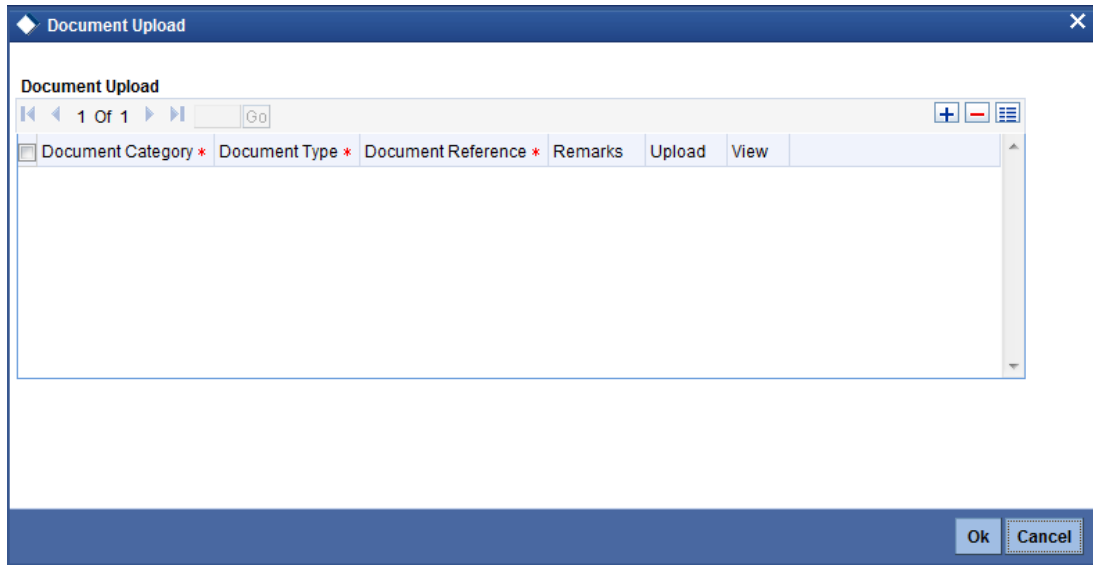 Document Upload
Document Upload
1 Of 1 Go
Document Category * Document Type * Document Reference * Remarks Upload View
Ok Cancel